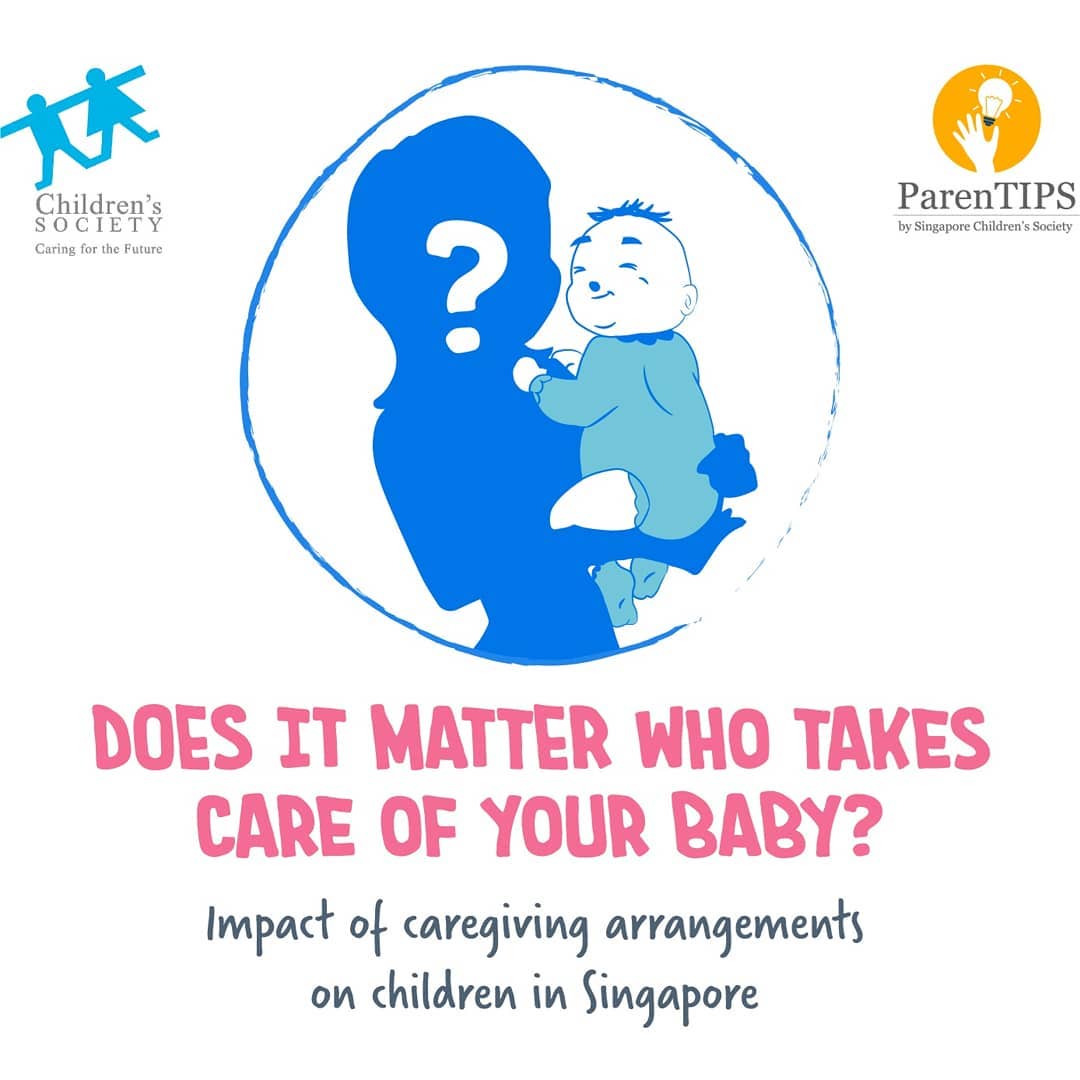 Children's
SOCIETY
Caring for the Future
ParenTIPS
by Singapore Children's Society
?
DOES IT MATTER WHO TAKES
CARE OF YOUR BABY?
Impact of caregiving arrangements
on children in Singapore